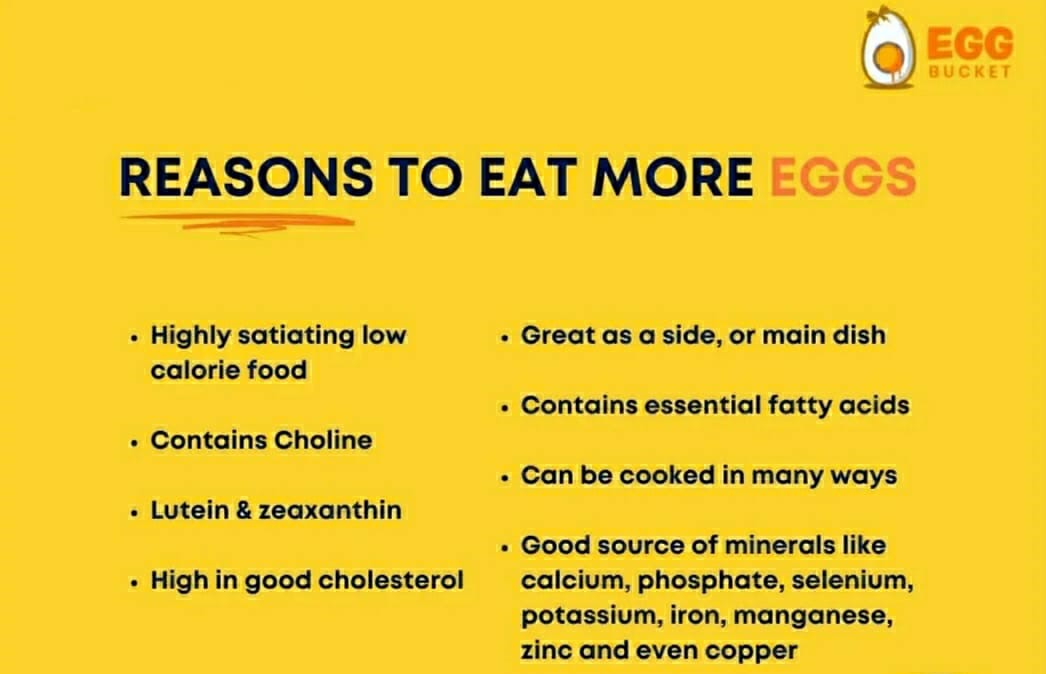 EGG
BUCKET
REASONS TO EAT MORE EGGS
• Highly satiating low
calorie food
• Contains Choline
• Lutein & zeaxanthin
• High in good cholesterol
• Great as a side, or main dish
• Contains essential fatty acids
• Can be cooked in many ways
• Good source of minerals like
calcium, phosphate, selenium,
potassium, iron, manganese,
zinc and even copper